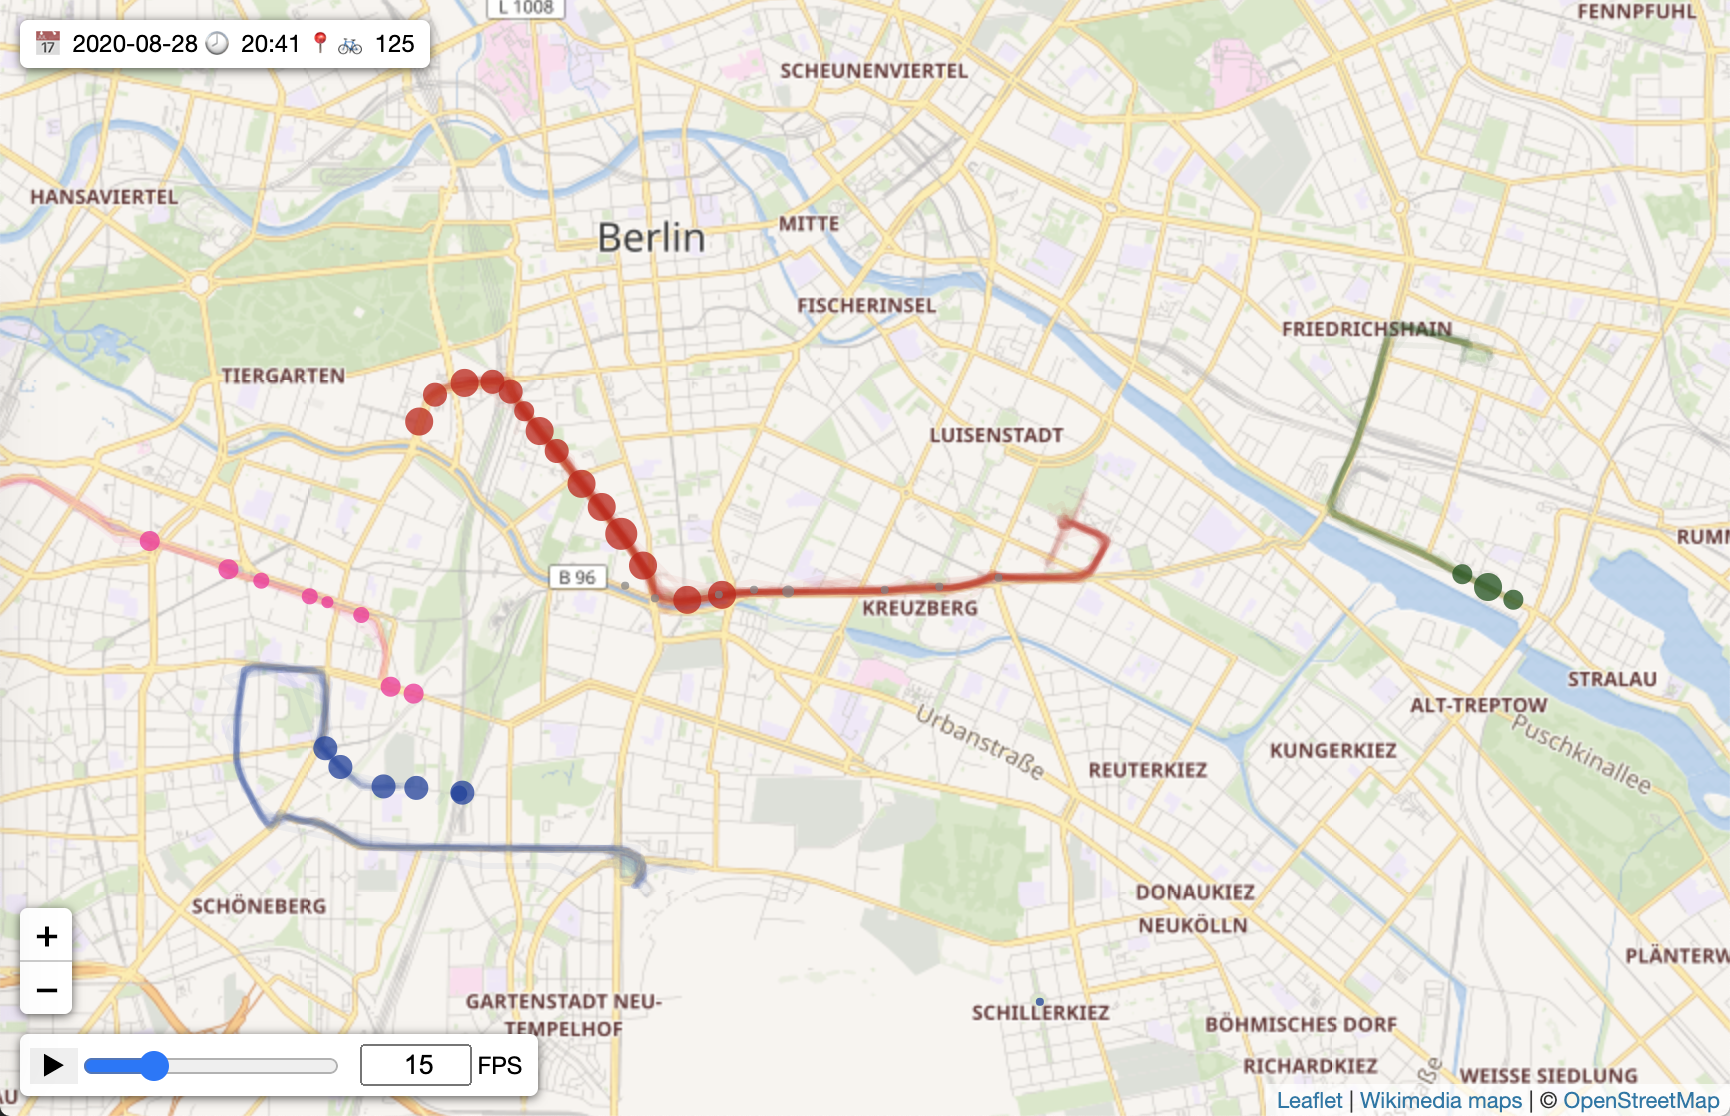 L 1008
FENNPFUHL
17 2020-08-28 20:41 125
SCHEUNENVIERTEL
HANSAVIERTEL
Berlin
MITTE
FISCHERINSEL
FRIEDRICHSHAIN
TIERGARTEN
LUISENSTADT
B 96
KREUZBERG
STRALAU
ALT-TREPTOW
Puschkinallee
Urbanstraße
KUNGERKIEZ
REUTERKIEZ
DONAUKIEZ
NEUKÖLLN
SCHÖNEBERG
+
−
GARTENSTADT NEU-
TEMPELHOF
SCHILLERKIEZ
BÖHMISCHES DORF
RICHARDKIEZ
WEISSE SIEDLUNG
PLÄNTERW
RUMM
15 FPS
Leaflet | Wikimedia maps | © OpenStreetMap